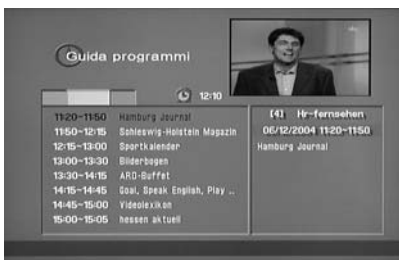 Guida programmi
12:10
11:20~11:50 Hamburg Journal
11:50~12:15 Schleswig-Holstein Magazin
12:15~13:00 Sportkalender
13:00~13:30 Bilderbogen
13:30~14:15 ARD-Buffet
14:15~14:45 Goal, Speak English, Play ..
14:45~15:00 Videolexikon
15:00~15:05 hessen aktuell
[4] Hr-fernsehen
06/12/2004 11:20~11:50
Hamburg Journal